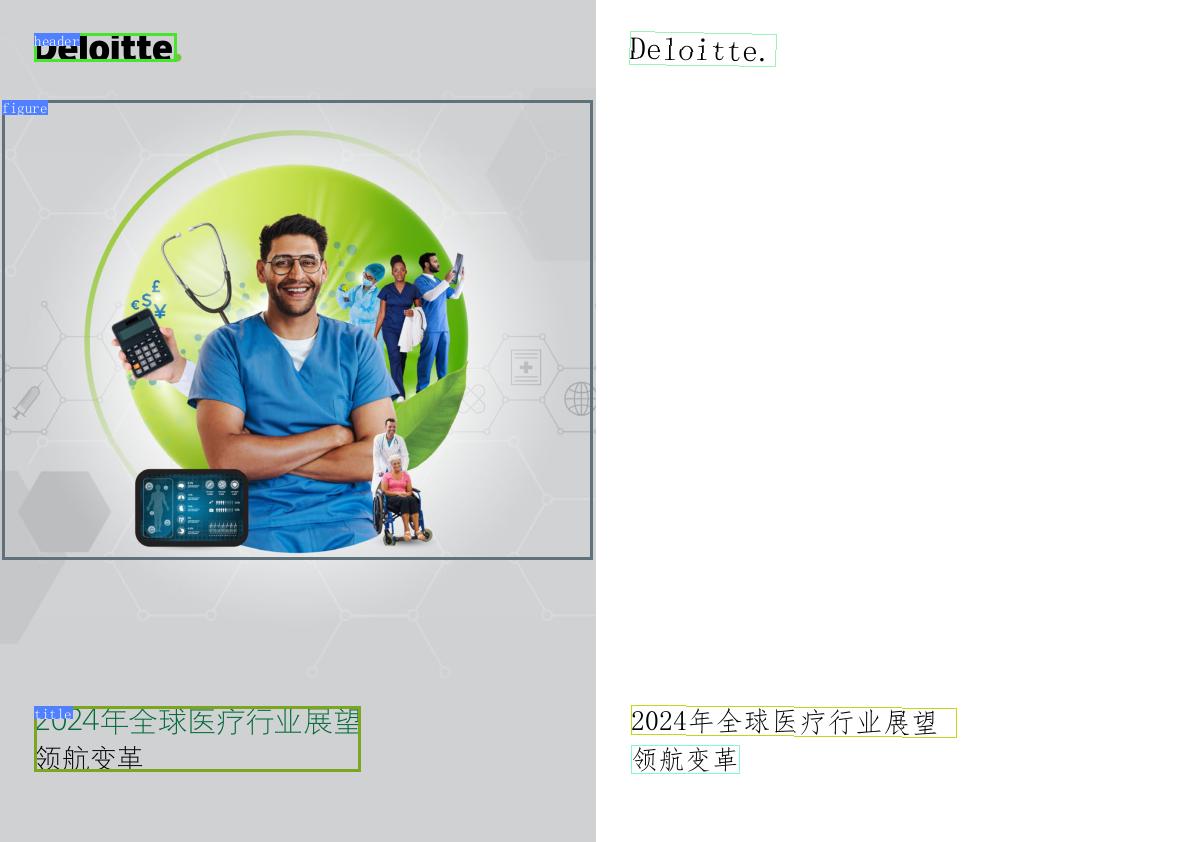 header
Deloitte.
figure
€ $ £ ¥
title
2024年全球医疗行业展望
领航变革
Deloitte.
2024年全球医疗行业展望
领航变革